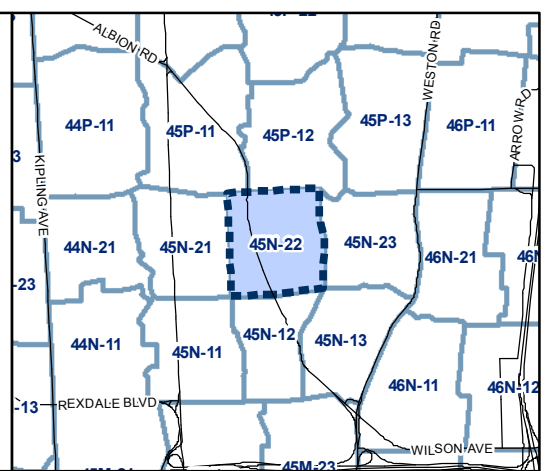 ALBION RD
WESTON RD
44P-11
45P-11
45P-12
45P-13
46P-11
ARROW RD
3
KIPLING AVE
44N-21
45N-21
45N-22
45N-23
46N-21
-23
44N-11
45N-11
45N-12
45N-13
46N-11
46N-12
-13
REXDALE BLVD
WILSON AVE
45M-23